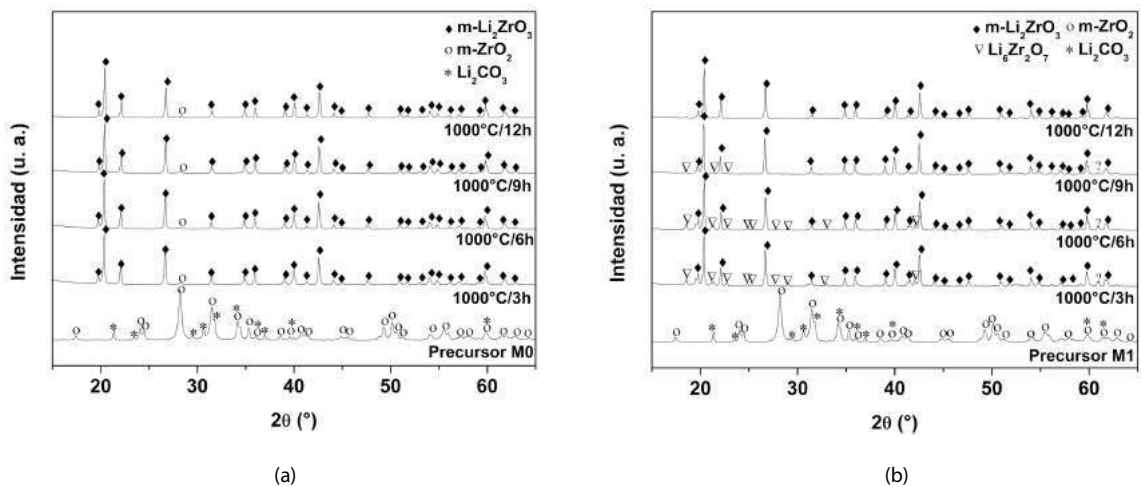 ♦ m-Li₂ZrO₃
○ m-ZrO₂
* Li₂CO₃
1000°C/12h
1000°C/9h
1000°C/6h
1000°C/3h
Precursor M0
Intensidad (u. a.)
20 30 40 50 60
2θ (°)
(a)
♦ m-Li₂ZrO₃ ○ m-ZrO₂
▽ Li₆Zr₂O₇ * Li₂CO₃
1000°C/12h
?
1000°C/9h
?
1000°C/6h
?
1000°C/3h
Precursor M1
Intensidad (u. a.)
20 30 40 50 60
2θ (°)
(b)